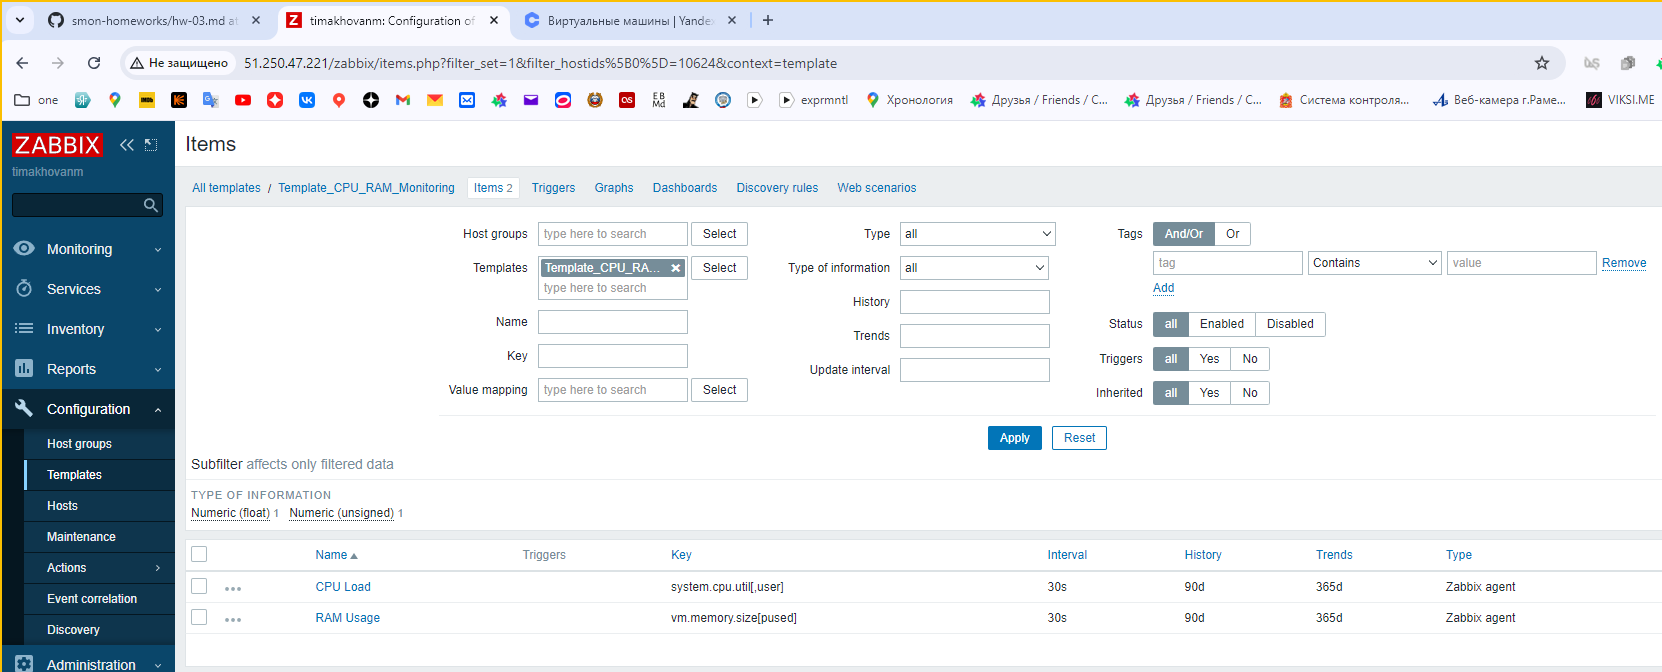 smon-homeworks/hw-03.md at
timakhovanm: Configuration of
Виртуальные машины | Yandex
Не защищено
51.250.47.221/zabbix/items.php?filter_set=1&filter_hostids%5B0%5D=10624&context=template
one
EB Md
exprmntl
Хронология
Друзья / Friends / C...
Друзья / Friends / C...
Система контроля...
Веб-камера г.Раме...
VIKSI.ME
ZABBIX
timakhovanm
Monitoring
Services
Inventory
Reports
Configuration
Host groups
Templates
Hosts
Maintenance
Actions
Event correlation
Discovery
Administration
Items
All templates / Template_CPU_RAM_Monitoring Items 2 Triggers Graphs Dashboards Discovery rules Web scenarios
Host groups type here to search Select
Templates Template_CPU_RA... Select
type here to search
Name
Key
Value mapping type here to search Select
Type all
Type of information all
History
Trends
Update interval
Tags And/Or Or
tag Contains value Remove
Add
Status all Enabled Disabled
Triggers all Yes No
Inherited all Yes No
Apply Reset
Subfilter affects only filtered data
TYPE OF INFORMATION
Numeric (float) 1 Numeric (unsigned) 1
Name Triggers Key Interval History Trends Type
CPU Load system.cpu.util[,user] 30s 90d 365d Zabbix agent
RAM Usage vm.memory.size[pused] 30s 90d 365d Zabbix agent